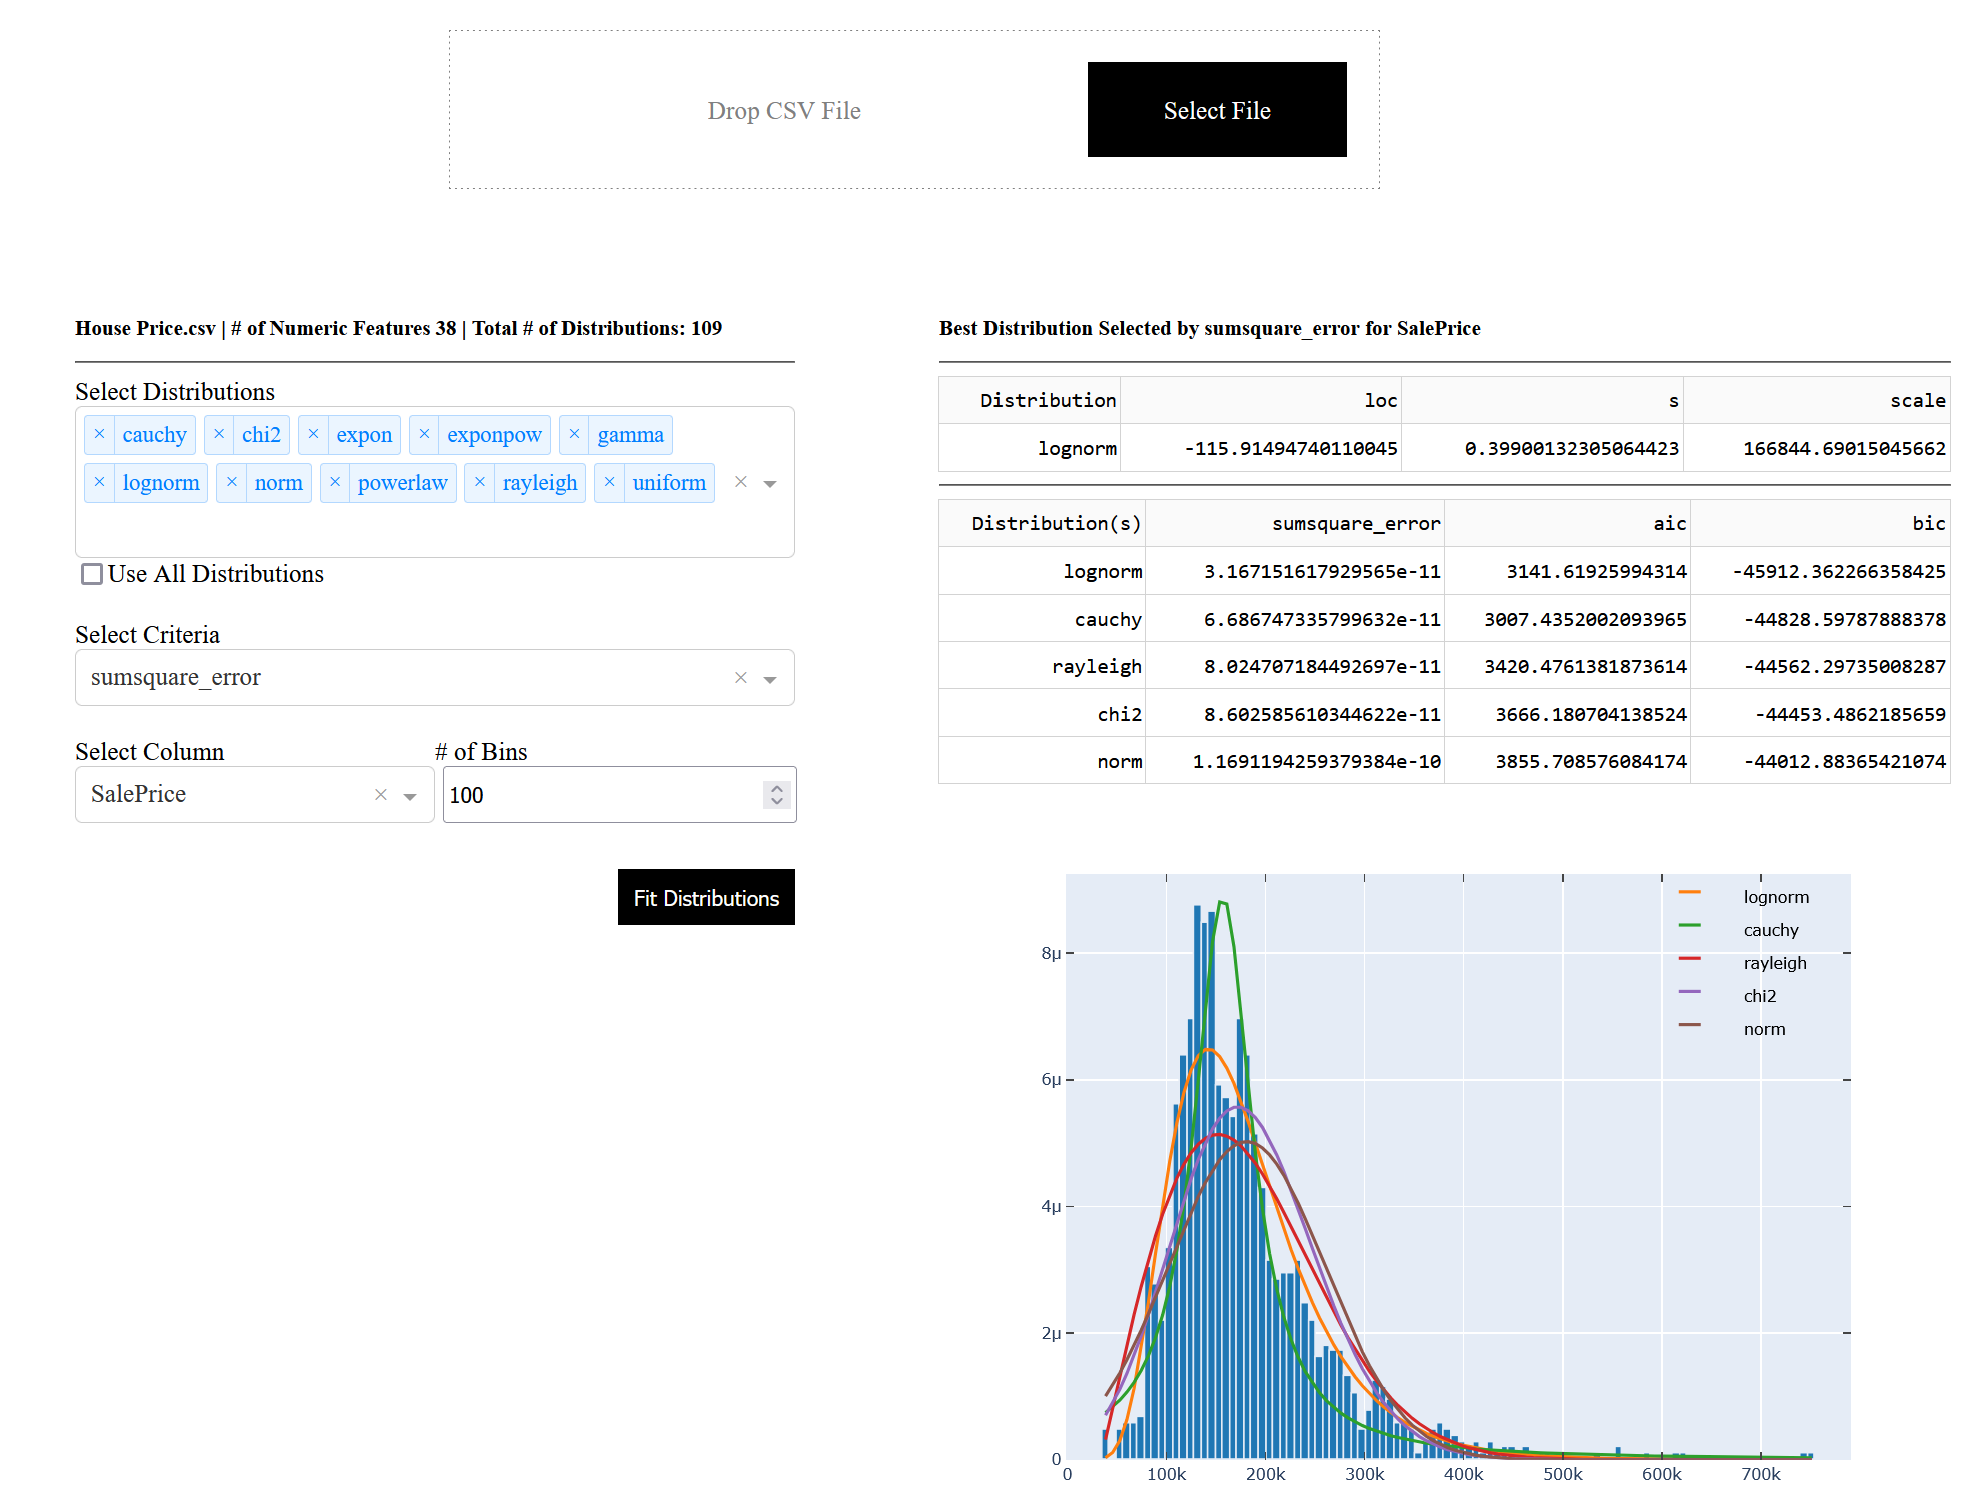 Drop CSV File
Select File
House Price.csv | # of Numeric Features 38 | Total # of Distributions: 109
Select Distributions
× cauchy × chi2 × expon × exponpow × gamma
× lognorm × norm × powerlaw × rayleigh × uniform ×
Use All Distributions
Select Criteria
sumsquare_error ×
Select Column # of Bins
SalePrice × 100
Fit Distributions
Best Distribution Selected by sumsquare_error for SalePrice
Distribution loc s scale
lognorm -115.91494740110045 0.39900132305064423 166844.69015045662
Distribution(s) sumsquare_error aic bic
lognorm 3.167151617929565e-11 3141.61925994314 -45912.362266358425
cauchy 6.686747335799632e-11 3007.4352002093965 -44828.59787888378
rayleigh 8.024707184492697e-11 3420.4761381873614 -44562.29735008287
chi2 8.602585610344622e-11 3666.180704138524 -44453.4862185659
norm 1.1691194259379384e-10 3855.708576084174 -44012.88365421074
lognorm
cauchy
rayleigh
chi2
norm
8μ
6μ
4μ
2μ
0
0 100k 200k 300k 400k 500k 600k 700k